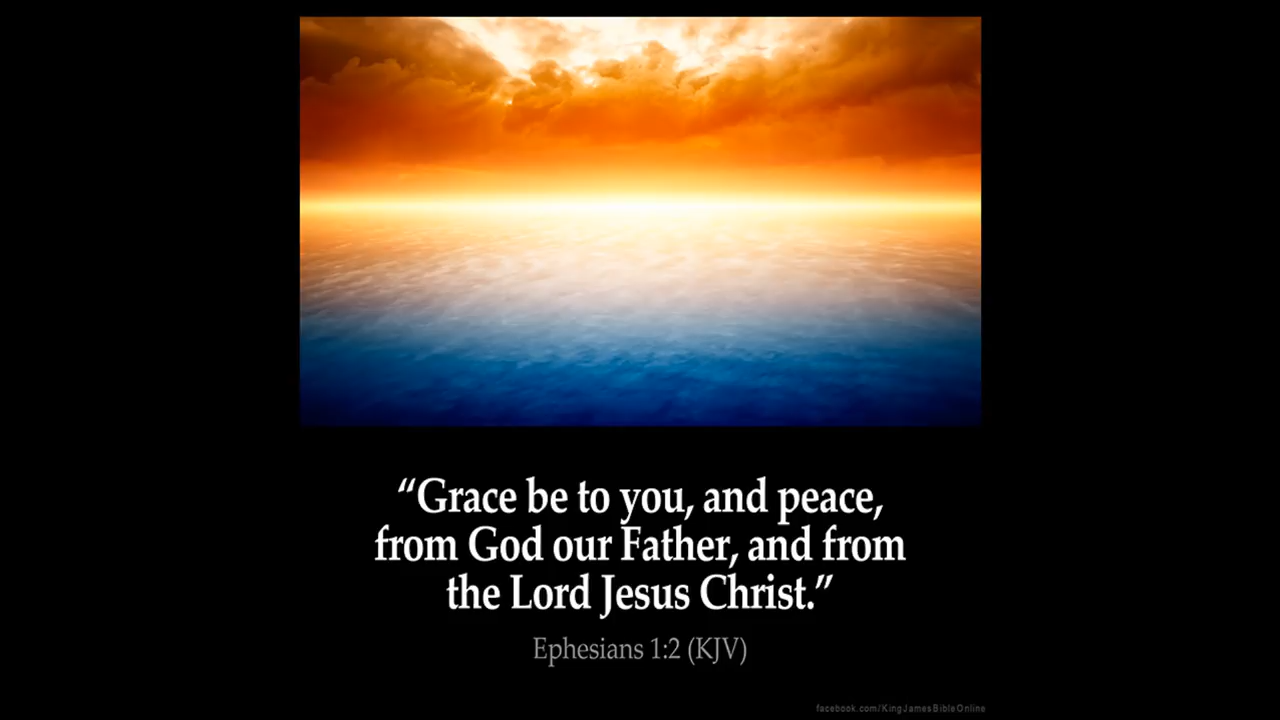 “Grace be to you, and peace,
from God our Father, and from
the Lord Jesus Christ.”
Ephesians 1:2 (KJV)
facebook.com/KingJamesBibleOnline